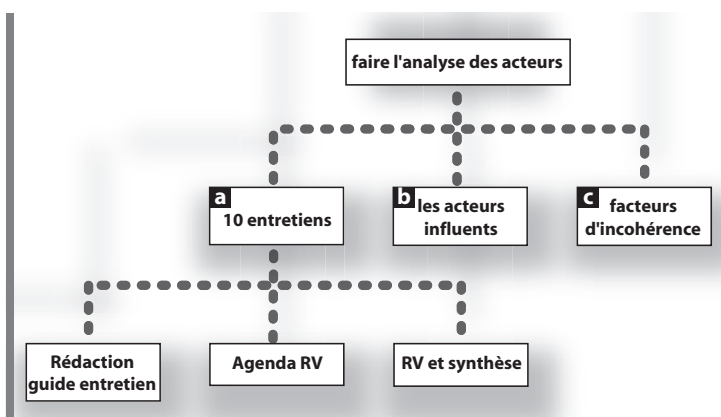 faire l'analyse des acteurs
a
10 entretiens
b
les acteurs
influents
c
facteurs
d'incohérence
Rédaction
guide entretien
Agenda RV
RV et synthèse